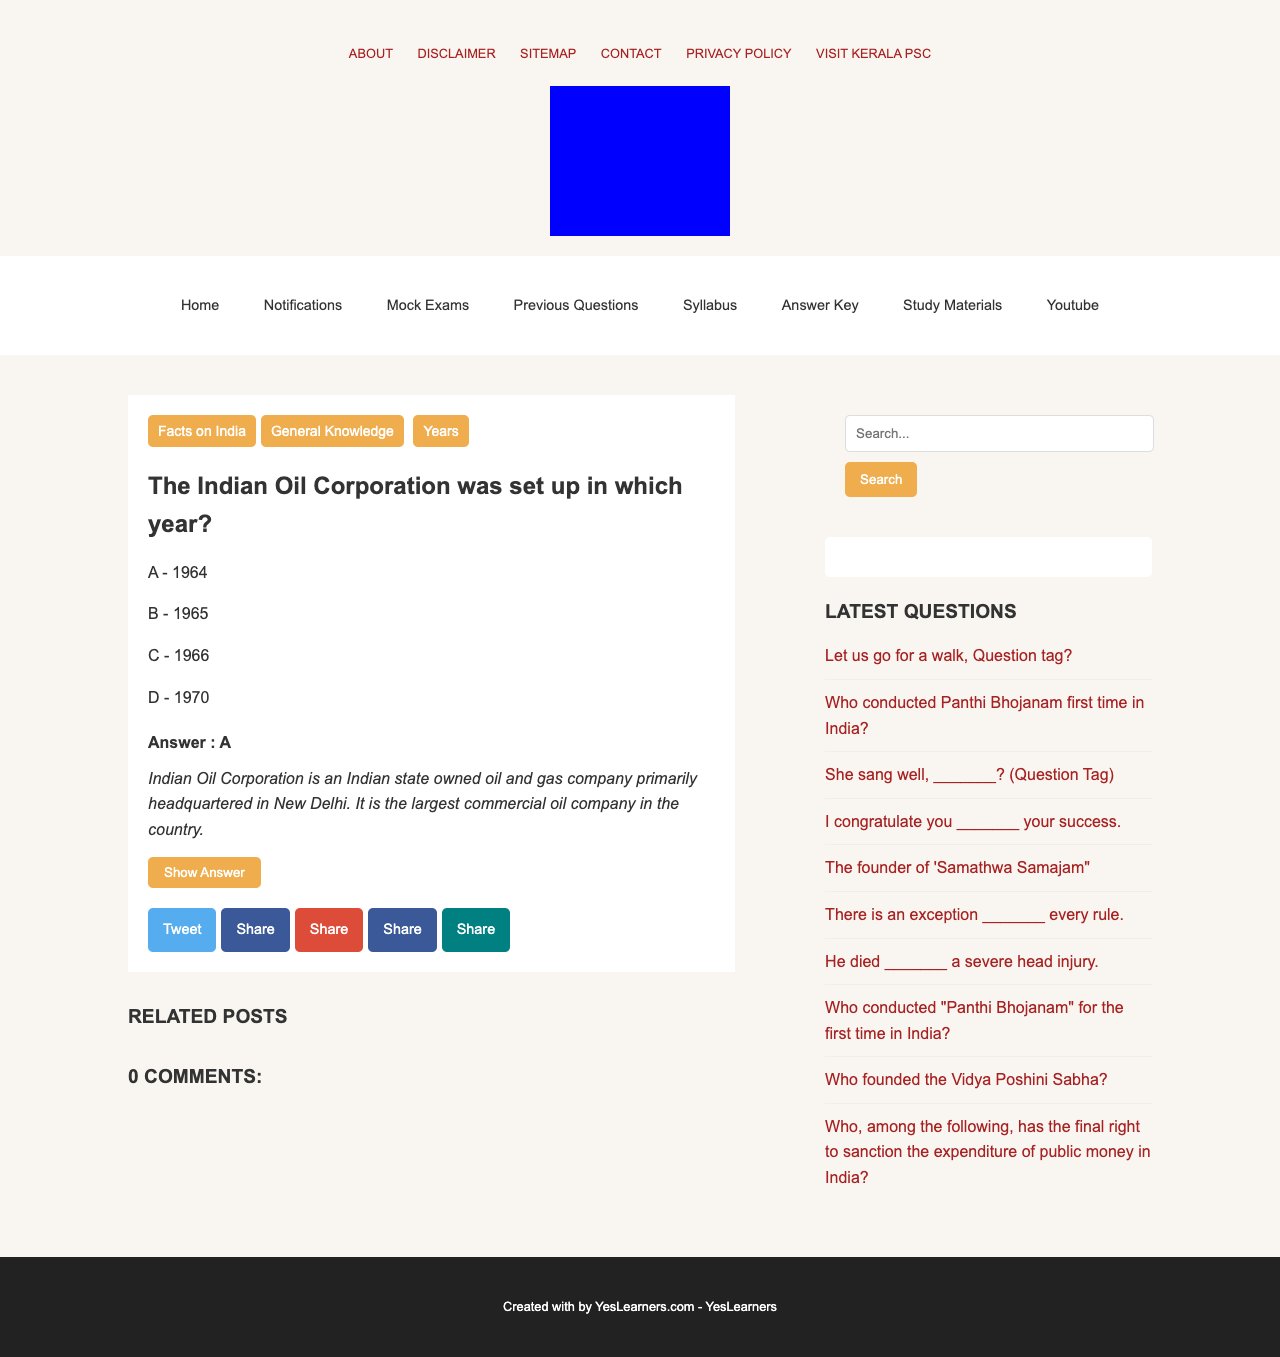 ABOUT DISCLAIMER SITEMAP CONTACT PRIVACY POLICY VISIT KERALA PSC
Home Notifications Mock Exams Previous Questions Syllabus Answer Key Study Materials Youtube
Facts on India General Knowledge Years
The Indian Oil Corporation was set up in which
year?
A - 1964
B - 1965
C - 1966
D - 1970
Answer : A
Indian Oil Corporation is an Indian state owned oil and gas company primarily
headquartered in New Delhi. It is the largest commercial oil company in the
country.
Show Answer
Tweet Share Share Share Share
RELATED POSTS
0 COMMENTS:
Search...
Search
LATEST QUESTIONS
Let us go for a walk, Question tag?
Who conducted Panthi Bhojanam first time in
India?
She sang well, _______? (Question Tag)
I congratulate you _______ your success.
The founder of 'Samathwa Samajam"
There is an exception _______ every rule.
He died _______ a severe head injury.
Who conducted "Panthi Bhojanam" for the
first time in India?
Who founded the Vidya Poshini Sabha?
Who, among the following, has the final right
to sanction the expenditure of public money in
India?
Created with by YesLearners.com - YesLearners